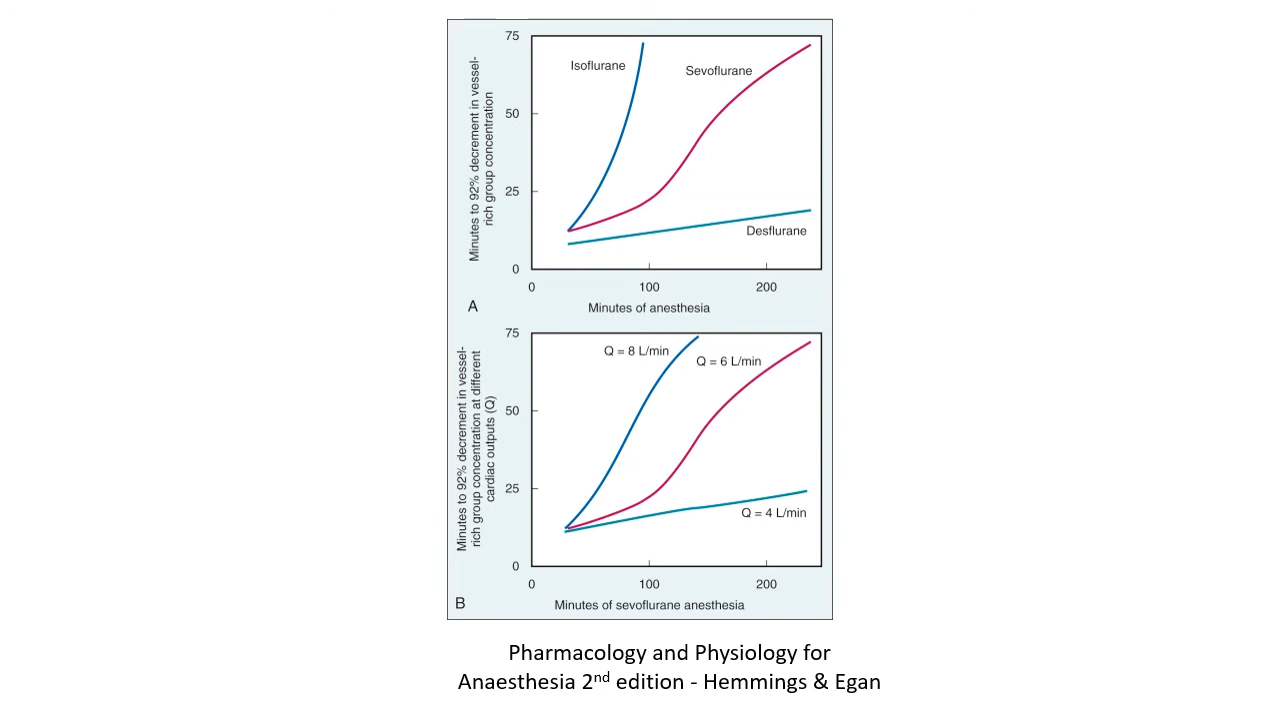 75
50
25
0
Minutes to 92% decrement in vessel-
rich group concentration
Isoflurane
Sevoflurane
Desflurane
0 100 200
Minutes of anesthesia
A
75
50
25
0
Minutes to 92% decrement in vessel-
rich group concentration at different
cardiac outputs (Q)
Q = 8 L/min
Q = 6 L/min
Q = 4 L/min
0 100 200
Minutes of sevoflurane anesthesia
B
Pharmacology and Physiology for
Anaesthesia 2nd edition - Hemmings & Egan